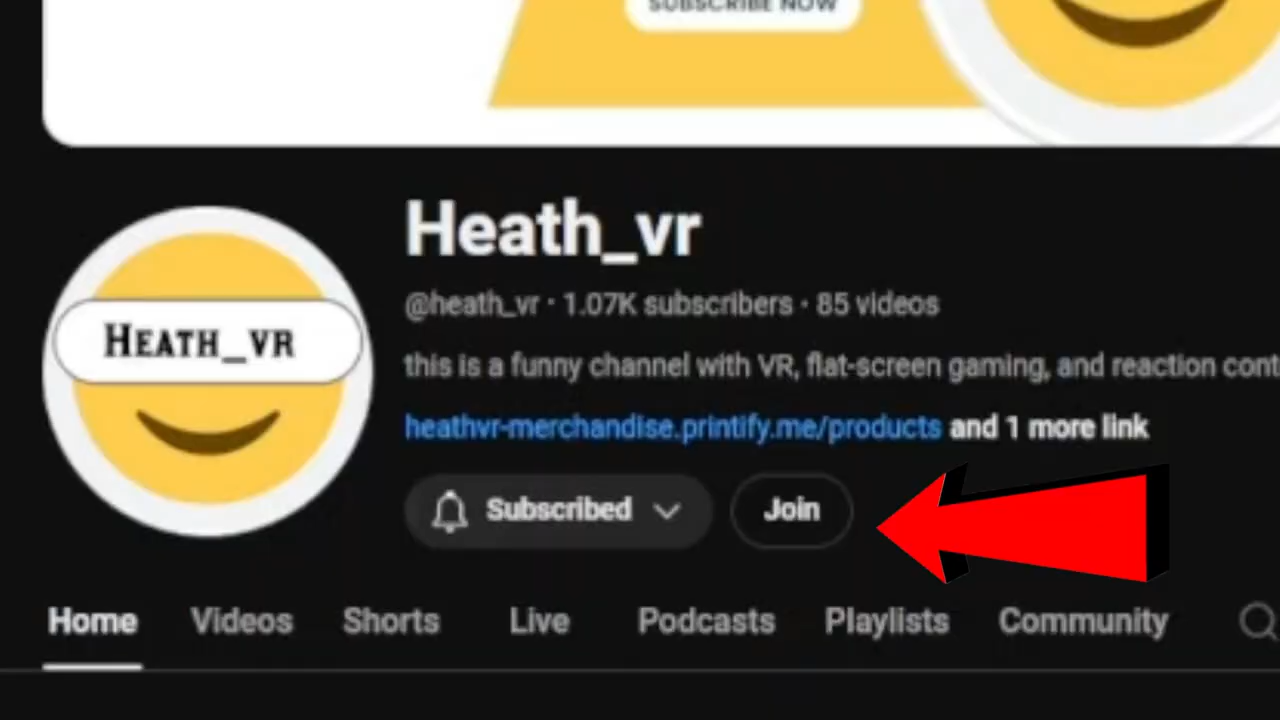 SUBSCRIBE NOW
HEATH_VR
Heath_vr
@heath_vr · 1.07K subscribers · 85 videos
this is a funny channel with VR, flat-screen gaming, and reaction cont
heathvr-merchandise.printify.me/products and 1 more link
Subscribed Join
Home Videos Shorts Live Podcasts Playlists Community